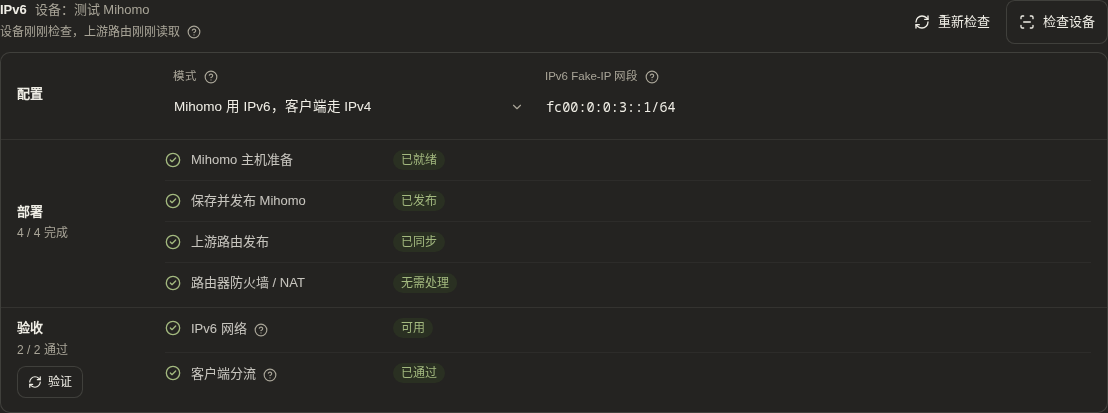 IPv6 设备：测试 Mihomo
设备刚刚检查，上游路由刚刚读取
重新检查
检查设备
配置
模式
IPv6 Fake-IP 网段
Mihomo 用 IPv6，客户端走 IPv4
fc00:0:0:3::1/64
部署
4 / 4 完成
Mihomo 主机准备 已就绪
保存并发布 Mihomo 已发布
上游路由发布 已同步
路由器防火墙 / NAT 无需处理
验收
2 / 2 通过
验证
IPv6 网络 可用
客户端分流 已通过